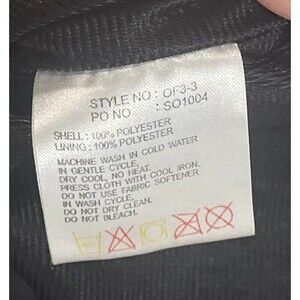 STYLE NO : OF3-3
PO NO : SO1004
SHELL : 100% POLYESTER
LINING : 100% POLYESTER
MACHINE WASH IN COLD WATER
IN GENTLE CYCLE,
DRY COOL, NO HEAT.
PRESS CLOTH WITH COOL IRON.
DO NOT USE FABRIC SOFTENER
IN WASH CYCLE,
DO NOT DRY CLEAN.
DO NOT BLEACH.